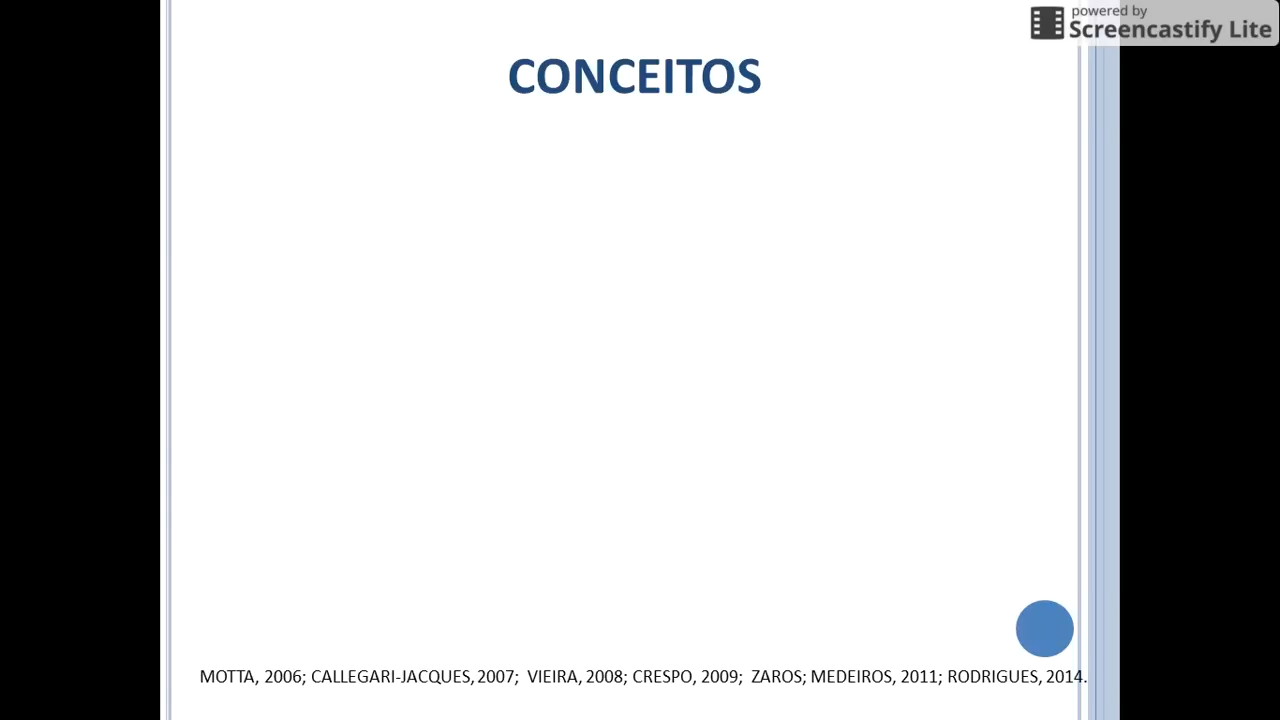 powered by
Screencastify Lite
CONCEITOS
MOTTA, 2006; CALLEGARI-JACQUES, 2007; VIEIRA, 2008; CRESPO, 2009; ZAROS; MEDEIROS, 2011; RODRIGUES, 2014.